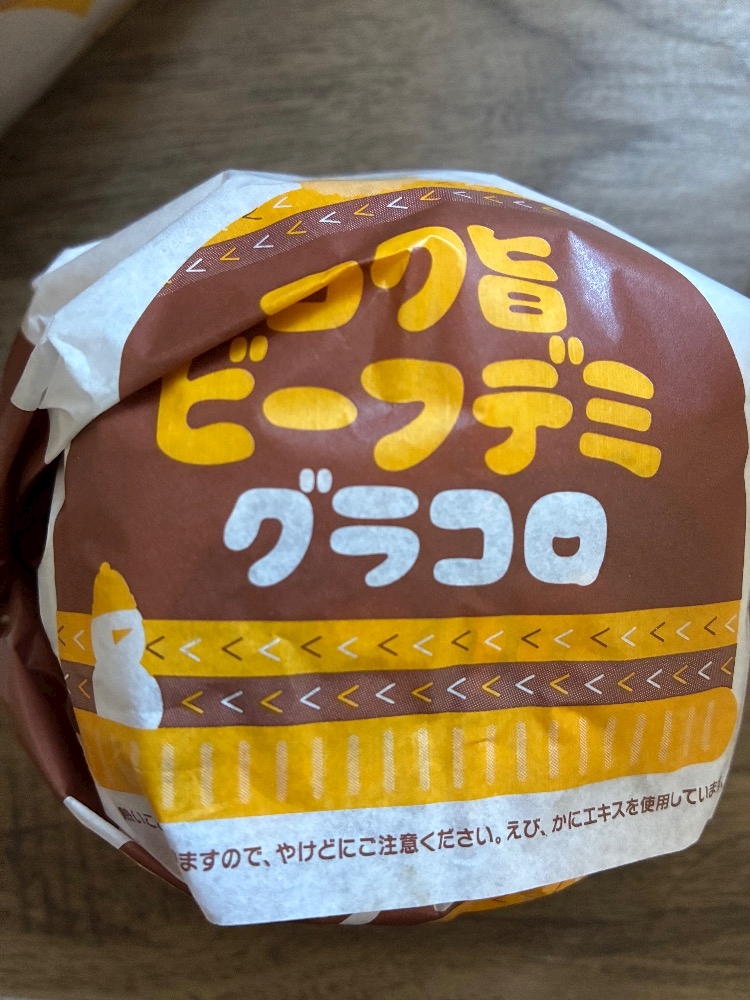 コク旨
ビーフデミ
グラコロ
ますので、やけどにご注意ください。えび、かにエキスを使用していま